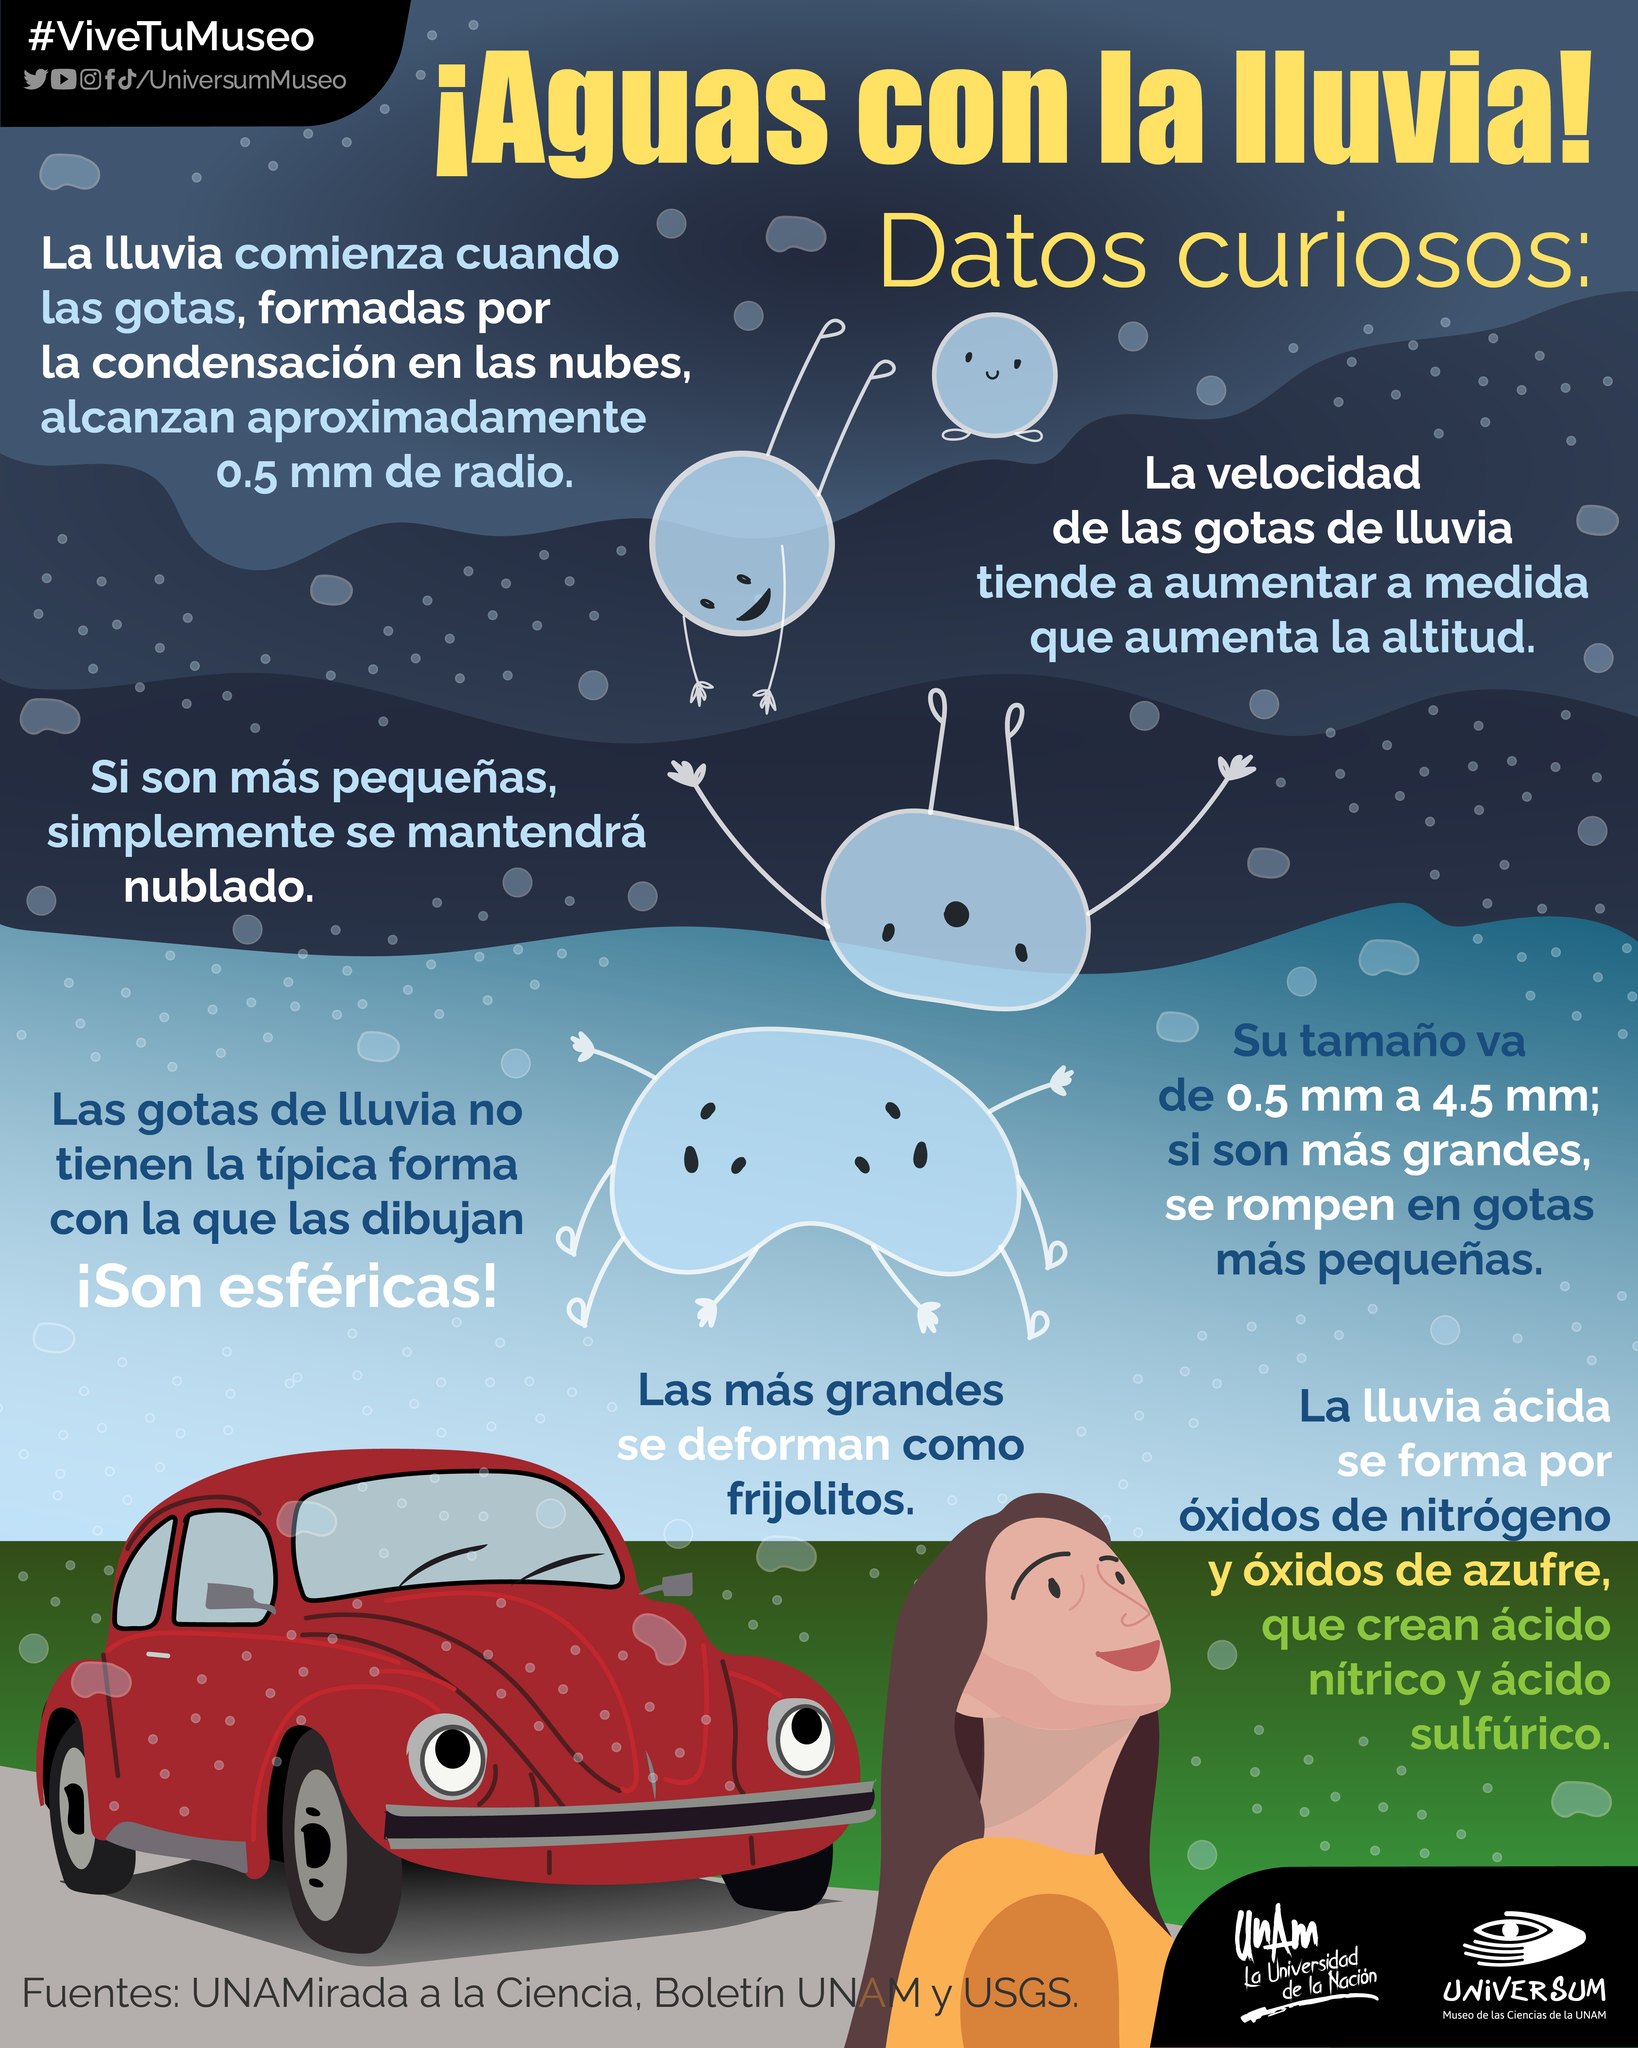 #ViveTuMuseo
/UniversumMuseo
¡Aguas con la lluvia!
Datos curiosos:
La lluvia comienza cuando
las gotas, formadas por
la condensación en las nubes,
alcanzan aproximadamente
0.5 mm de radio.
La velocidad
de las gotas de lluvia
tiende a aumentar a medida
que aumenta la altitud.
Si son más pequeñas,
simplemente se mantendrá
nublado.
Su tamaño va
de 0.5 mm a 4.5 mm;
si son más grandes,
se rompen en gotas
más pequeñas.
Las gotas de lluvia no
tienen la típica forma
con la que las dibujan
¡Son esféricas!
Las más grandes
se deforman como
frijolitos.
La lluvia ácida
se forma por
óxidos de nitrógeno
y óxidos de azufre,
que crean ácido
nítrico y ácido
sulfúrico.
Fuentes: UNAMirada a la Ciencia, Boletín UNAM y USGS.
UNAM
La Universidad
de la Nación
UNIVERSUM
Museo de las Ciencias de la UNAM